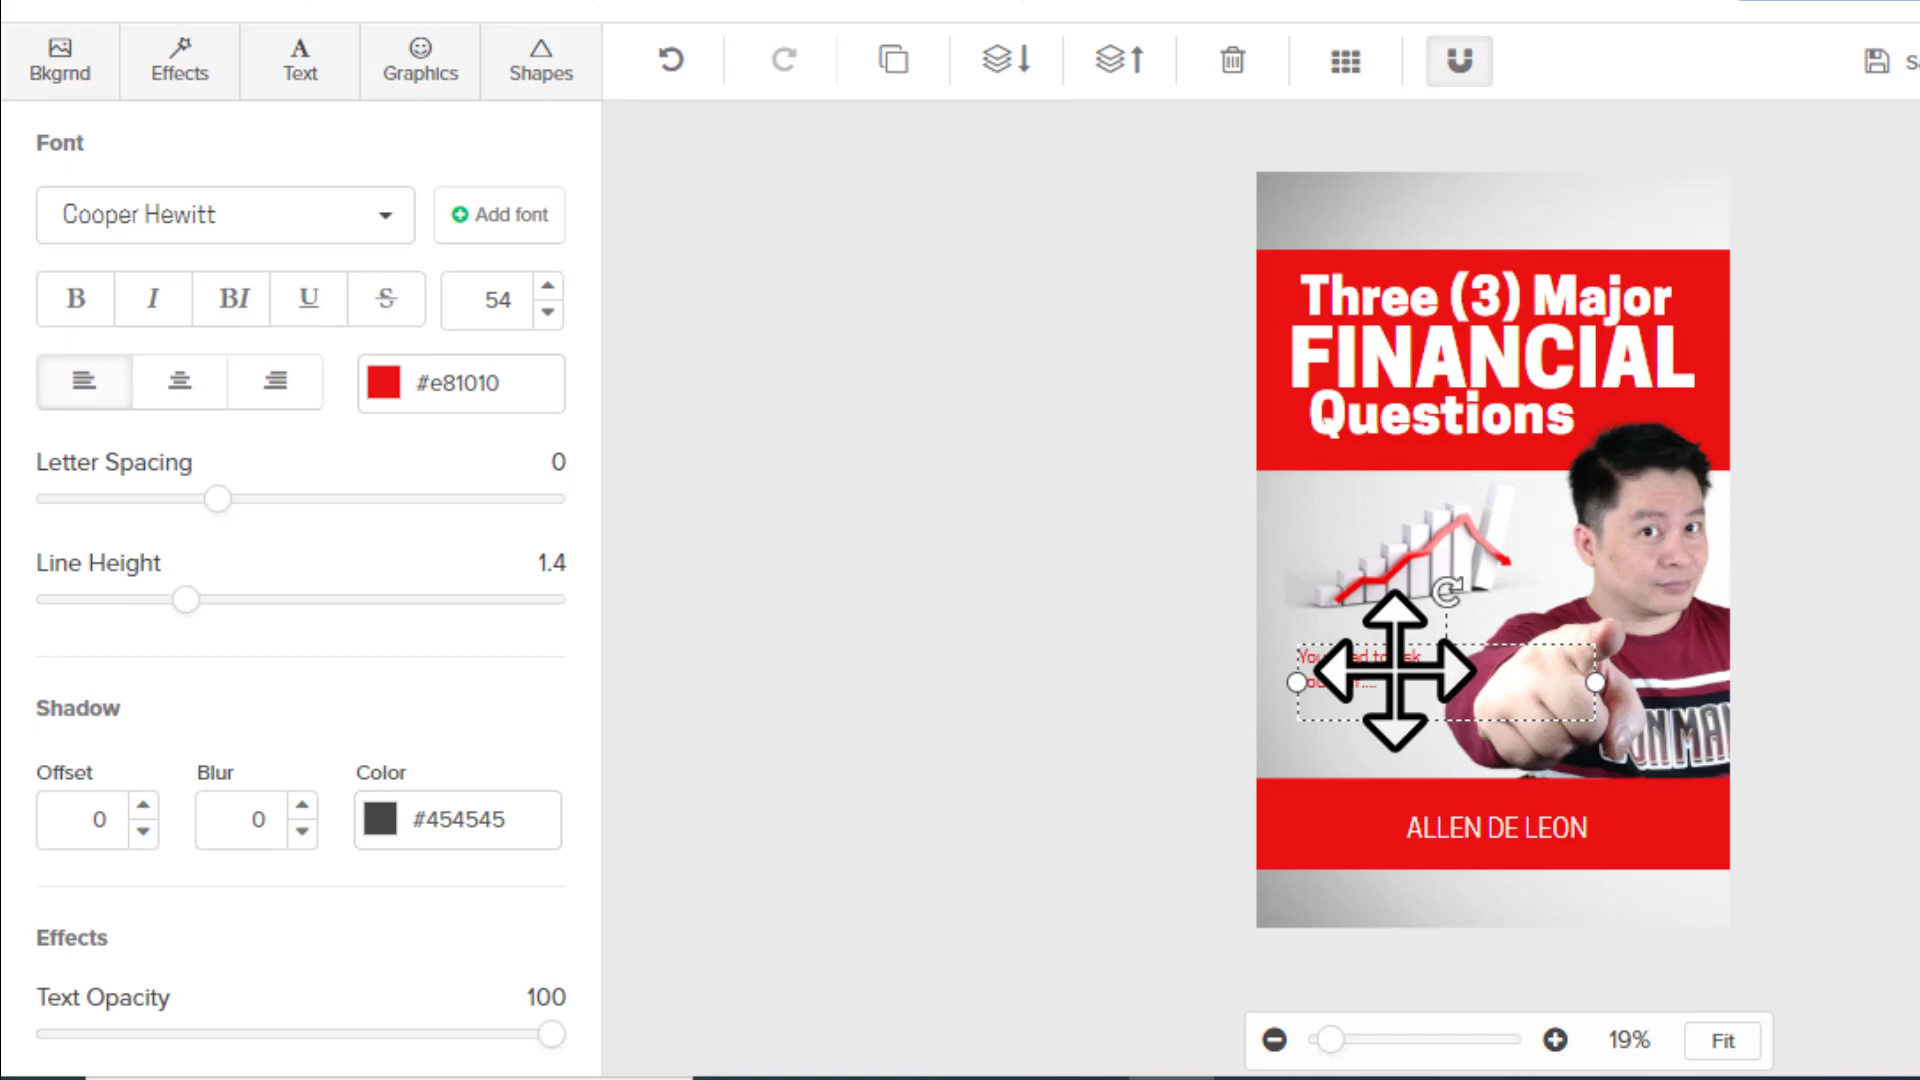 Bkgrnd
Effects
Text
Graphics
Shapes
Font
Cooper Hewitt
Add font
B I BI U S 54
#e81010
Letter Spacing 0
Line Height 1.4
Shadow
Offset Blur Color
0 0 #454545
Effects
Text Opacity 100
Three (3) Major
FINANCIAL
Questions
ALLEN DE LEON
19% Fit